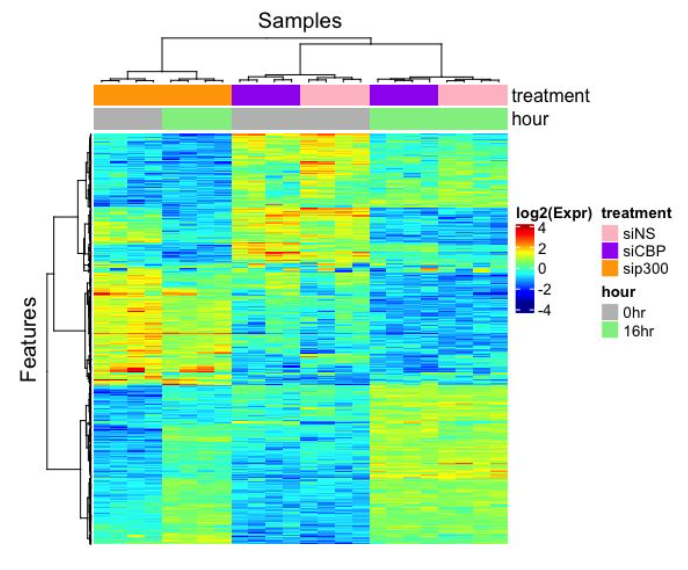 Samples
treatment
hour
Features
log2(Expr)
4
2
0
-2
-4
treatment
siNS
siCBP
sip300
hour
0hr
16hr